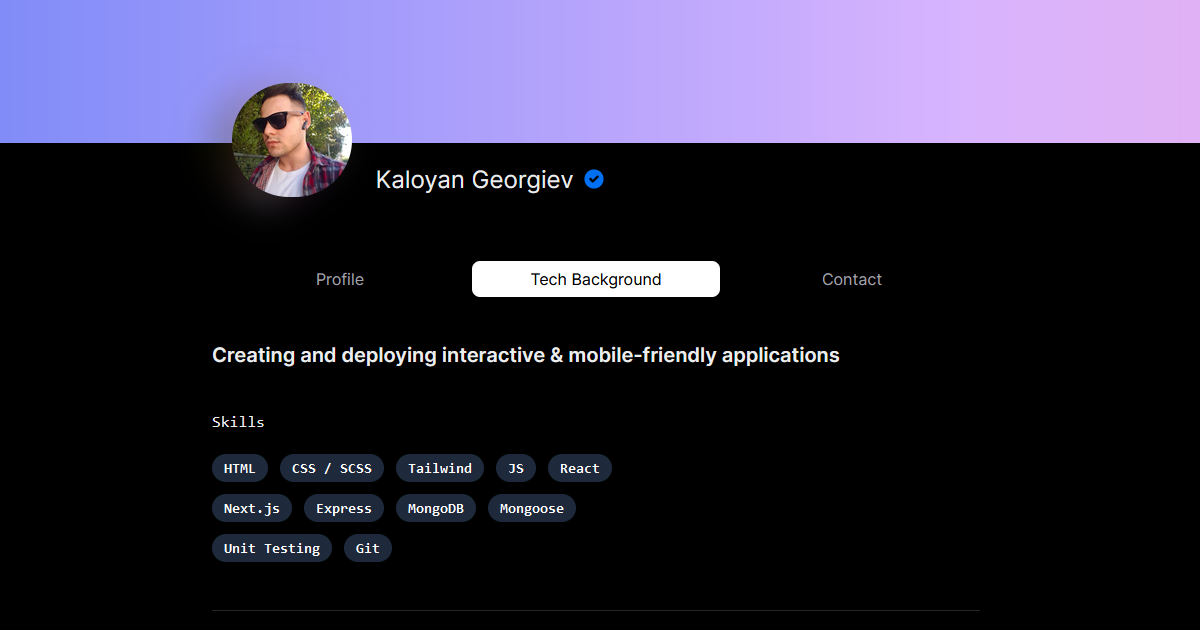 Kaloyan Georgiev
Profile Tech Background Contact
Creating and deploying interactive & mobile-friendly applications
Skills
HTML CSS / SCSS Tailwind JS React
Next.js Express MongoDB Mongoose
Unit Testing Git